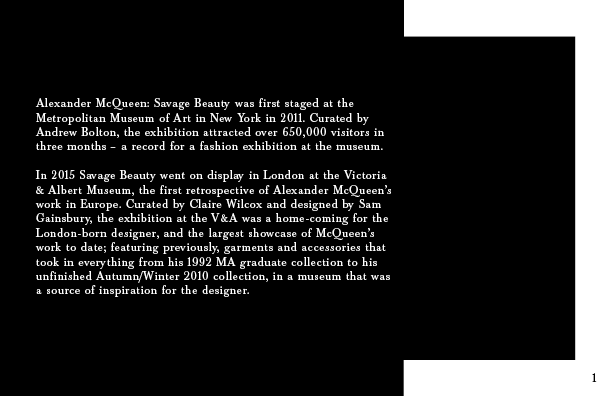 Alexander McQueen: Savage Beauty was first staged at the
Metropolitan Museum of Art in New York in 2011. Curated by
Andrew Bolton, the exhibition attracted over 650,000 visitors in
three months – a record for a fashion exhibition at the museum.
In 2015 Savage Beauty went on display in London at the Victoria
& Albert Museum, the first retrospective of Alexander McQueen's
work in Europe. Curated by Claire Wilcox and designed by Sam
Gainsbury, the exhibition at the V&A was a home-coming for the
London-born designer, and the largest showcase of McQueen's
work to date; featuring previously, garments and accessories that
took in everything from his 1992 MA graduate collection to his
unfinished Autumn/Winter 2010 collection, in a museum that was
a source of inspiration for the designer.
1